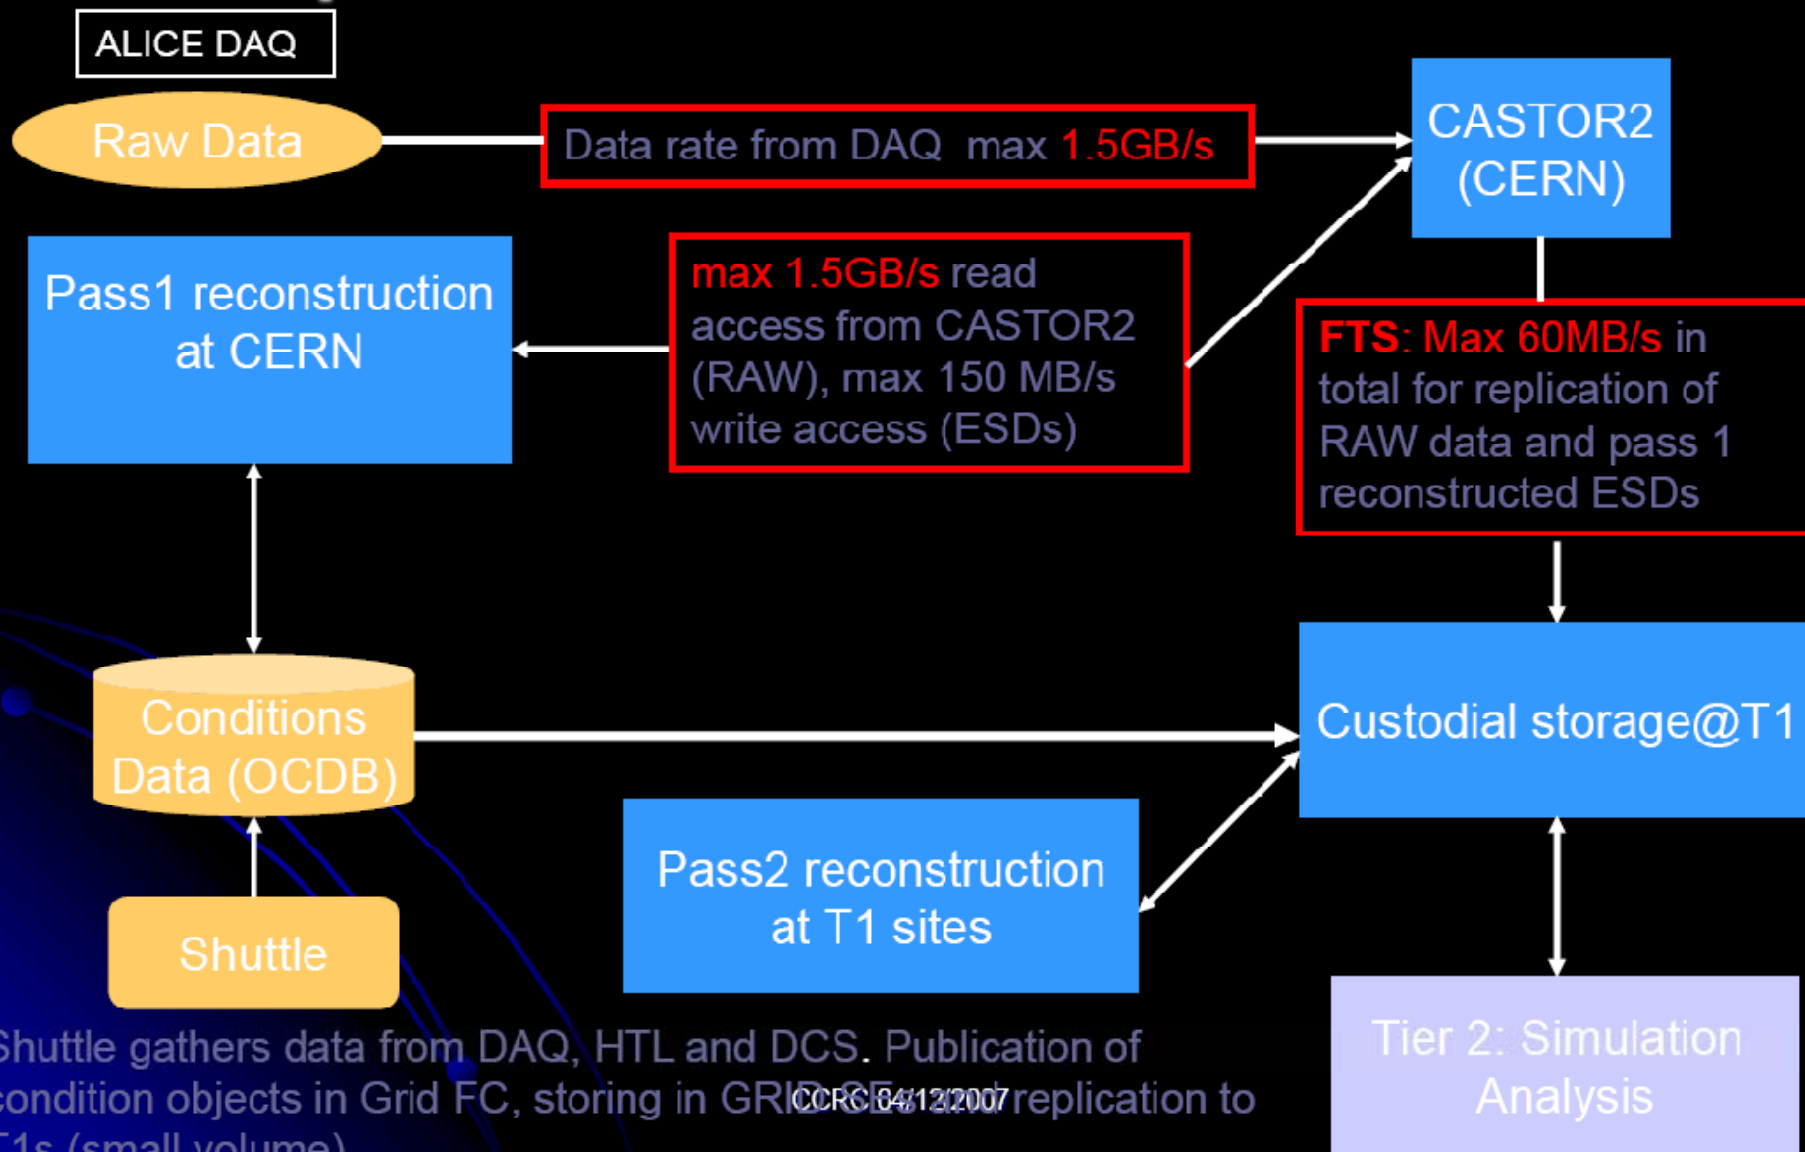 ALICE DAQ
Raw Data
Data rate from DAQ max 1.5GB/s
CASTOR2
(CERN)
Pass1 reconstruction
at CERN
max 1.5GB/s read
access from CASTOR2
(RAW), max 150 MB/s
write access (ESDs)
FTS: Max 60MB/s in
total for replication of
RAW data and pass 1
reconstructed ESDs
Conditions
Data (OCDB)
Custodial storage@T1
Pass2 reconstruction
at T1 sites
Shuttle
Tier 2: Simulation
Analysis
Shuttle gathers data from DAQ, HTL and DCS. Publication of
condition objects in Grid FC, storing in GRID SEs and replication to
T1s (small volume)
CCRC 04/12/2007